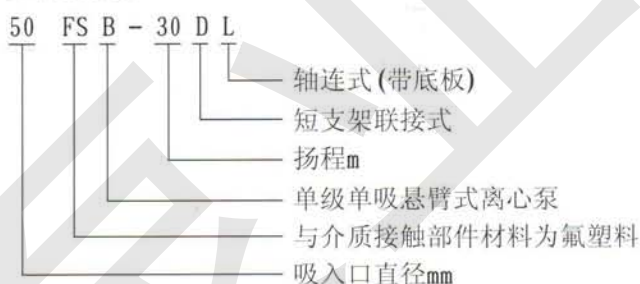 50 FS B - 30 D L
轴连式(带底板)
短支架联接式
扬程m
单级单吸悬臂式离心泵
与介质接触部件材料为氟塑料
吸入口直径mm